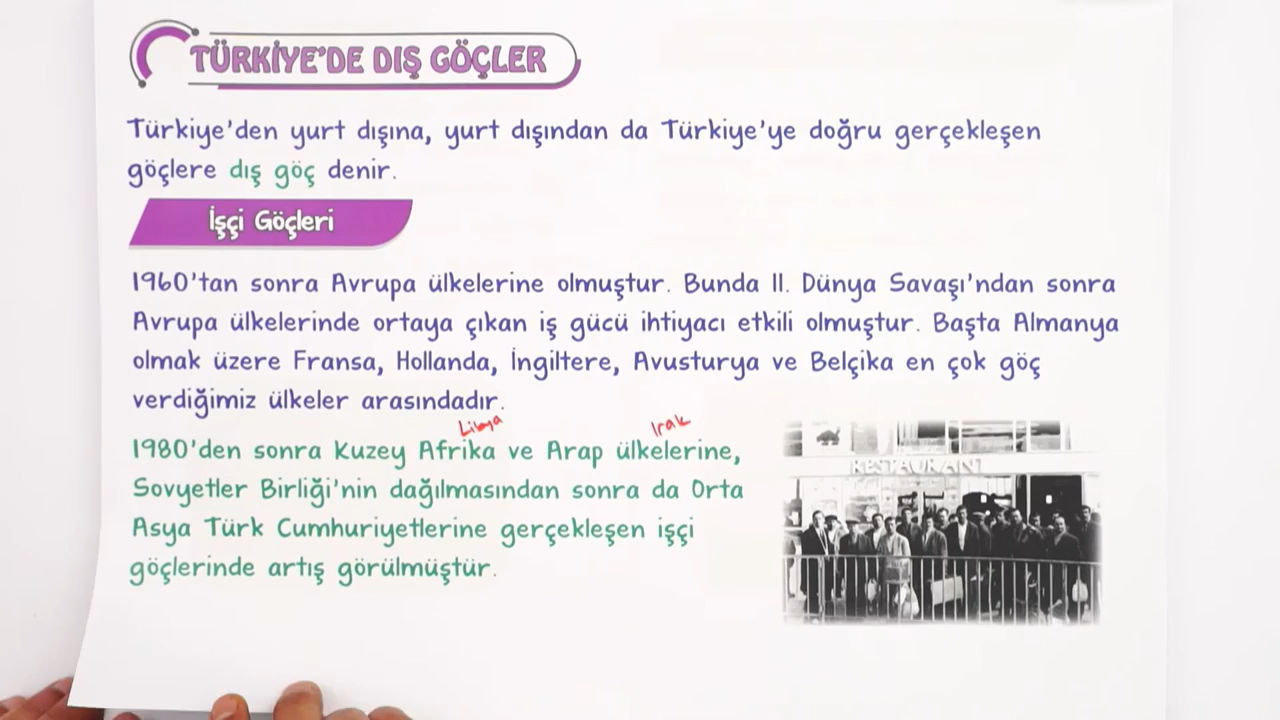 TÜRKİYE'DE DIŞ GÖÇLER
Türkiye'den yurt dışına, yurt dışından da Türkiye'ye doğru gerçekleşen
göçlere dış göç denir.
İşçi Göçleri
1960'tan sonra Avrupa ülkelerine olmuştur. Bunda II. Dünya Savaşı'ndan sonra
Avrupa ülkelerinde ortaya çıkan iş gücü ihtiyacı etkili olmuştur. Başta Almanya
olmak üzere Fransa, Hollanda, İngiltere, Avusturya ve Belçika en çok göç
verdiğimiz ülkeler arasındadır.
Libya Irak
1980'den sonra Kuzey Afrika ve Arap ülkelerine,
Sovyetler Birliği'nin dağılmasından sonra da Orta
Asya Türk Cumhuriyetlerine gerçekleşen işçi
göçlerinde artış görülmüştür.
RESTAURANT